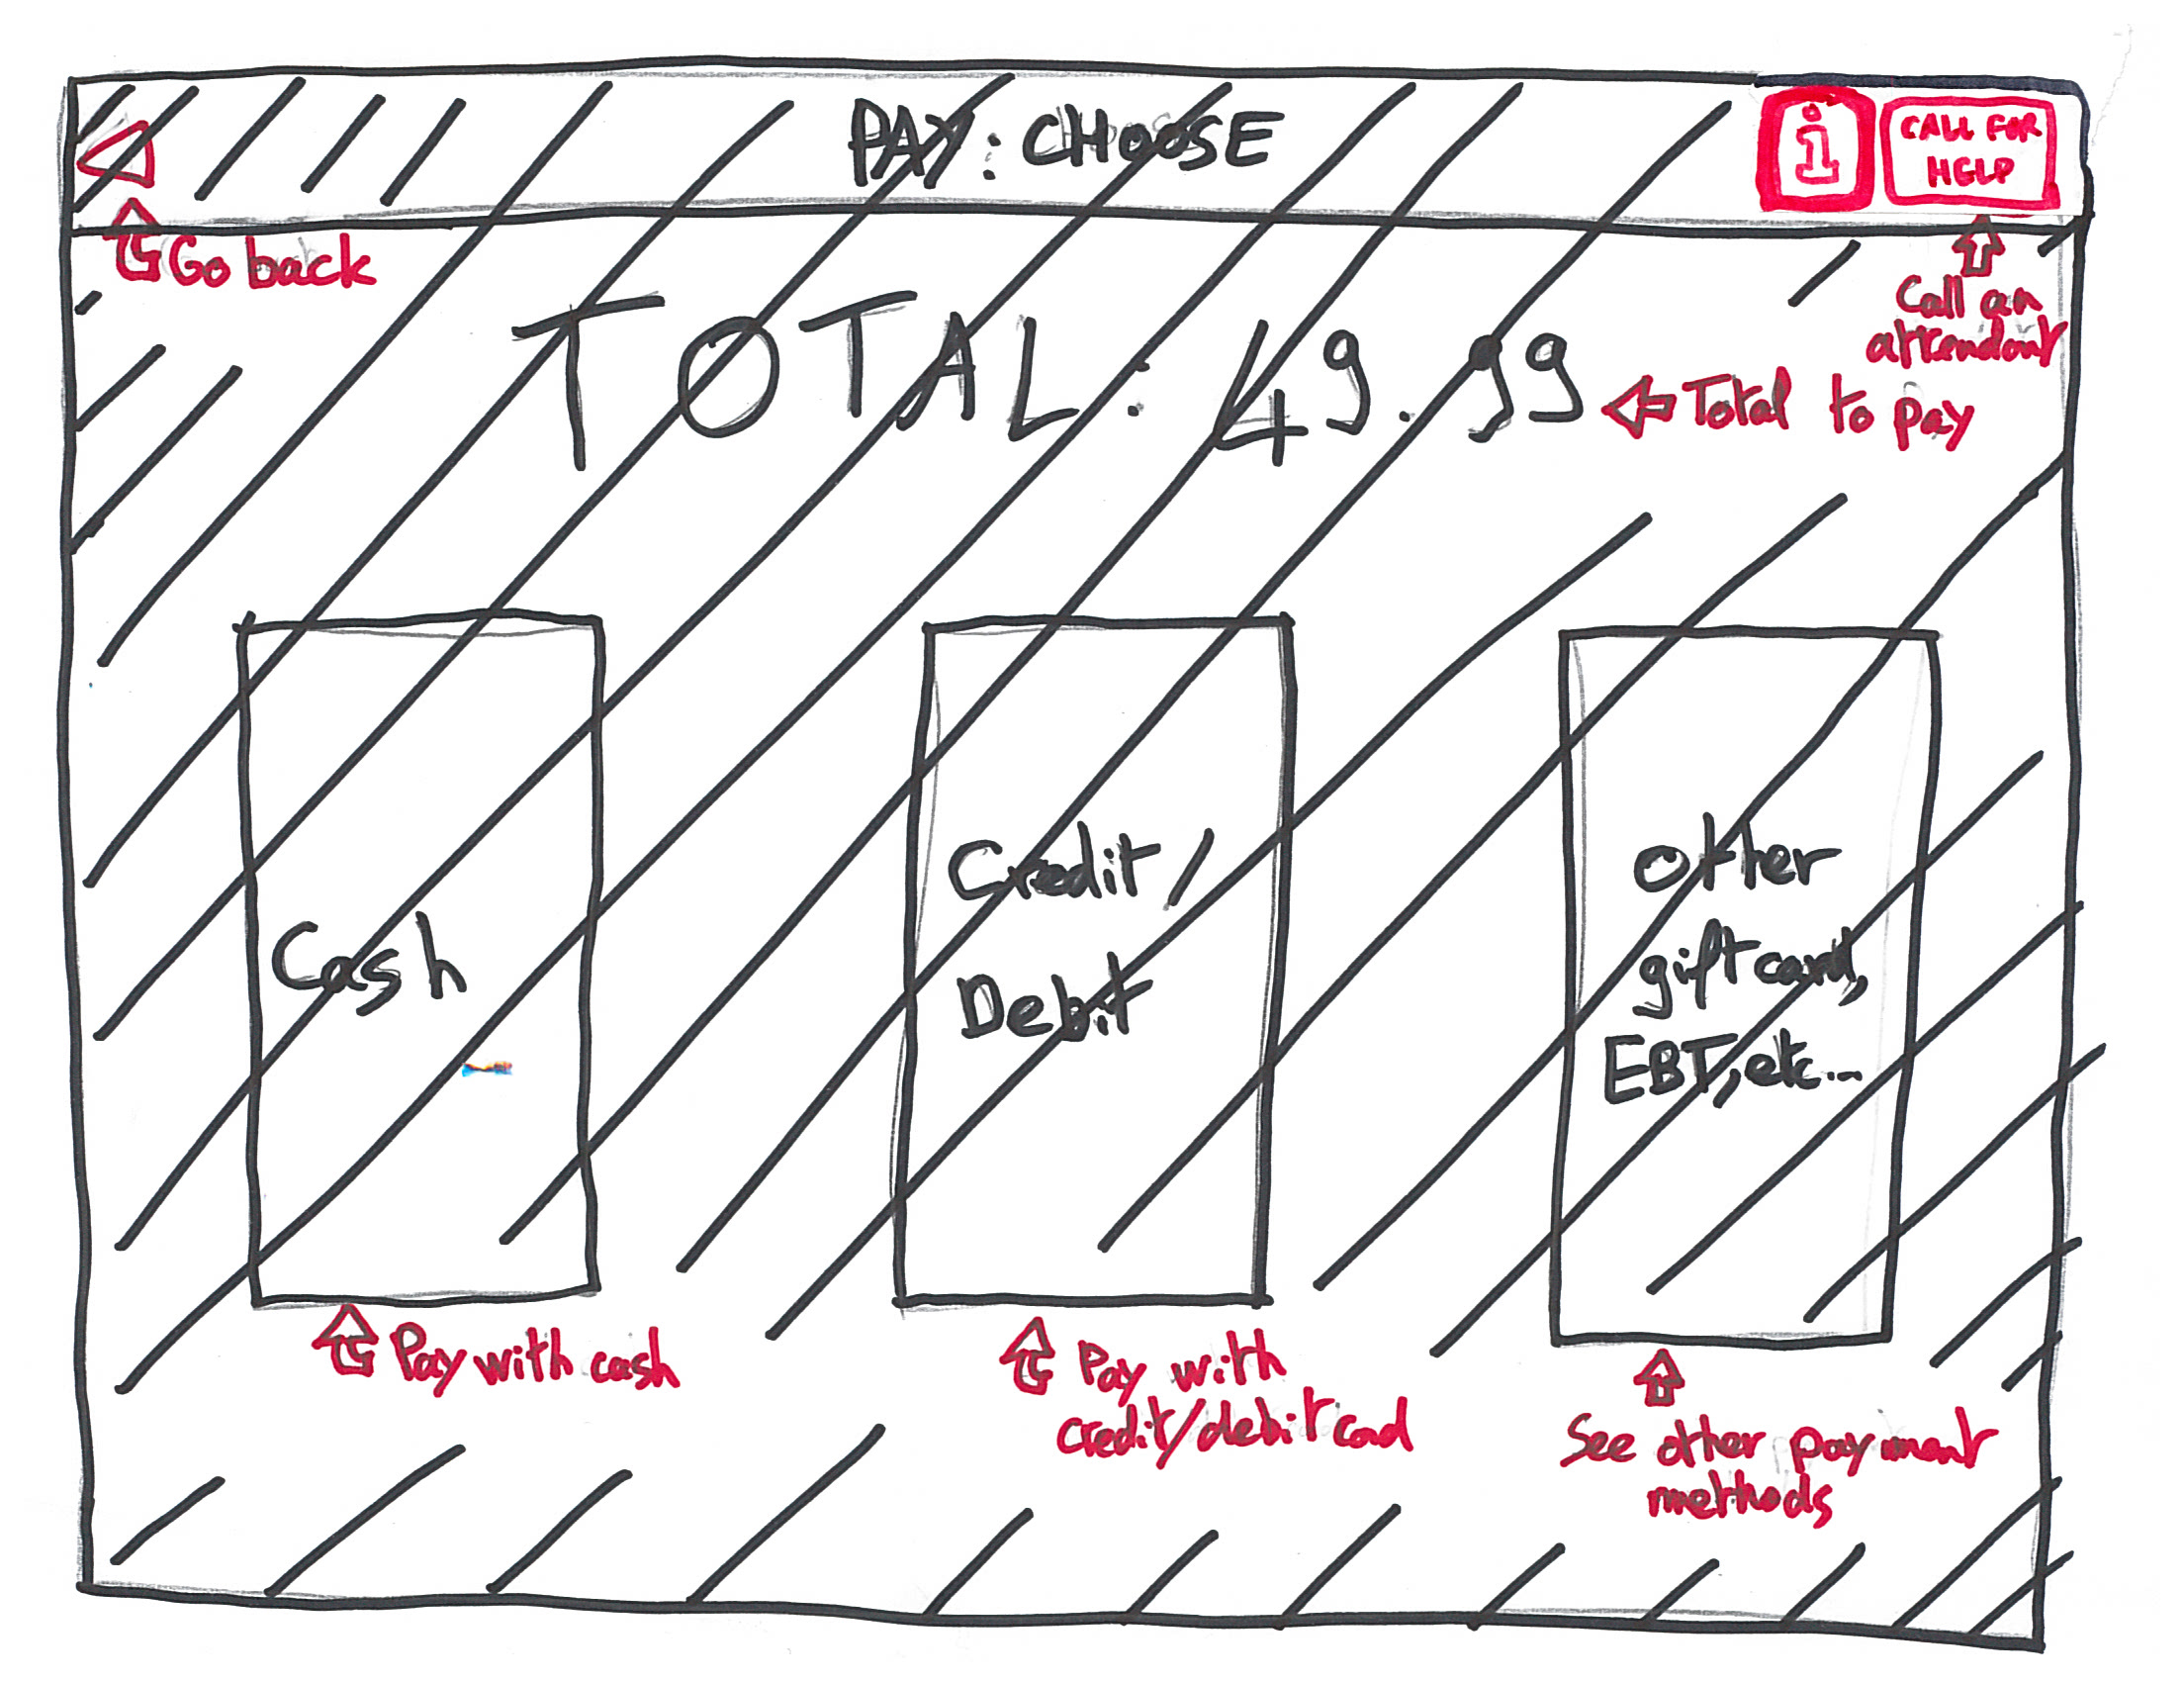 PAY: CHOOSE
i
CALL FOR
HELP
Go back
Call an
attendant
TOTAL: 49.99
Total to pay
Cash
Credit /
Debit
Other
gift card,
EBT, etc...
Pay with cash
Pay with
credit/debit card
See other payment
methods